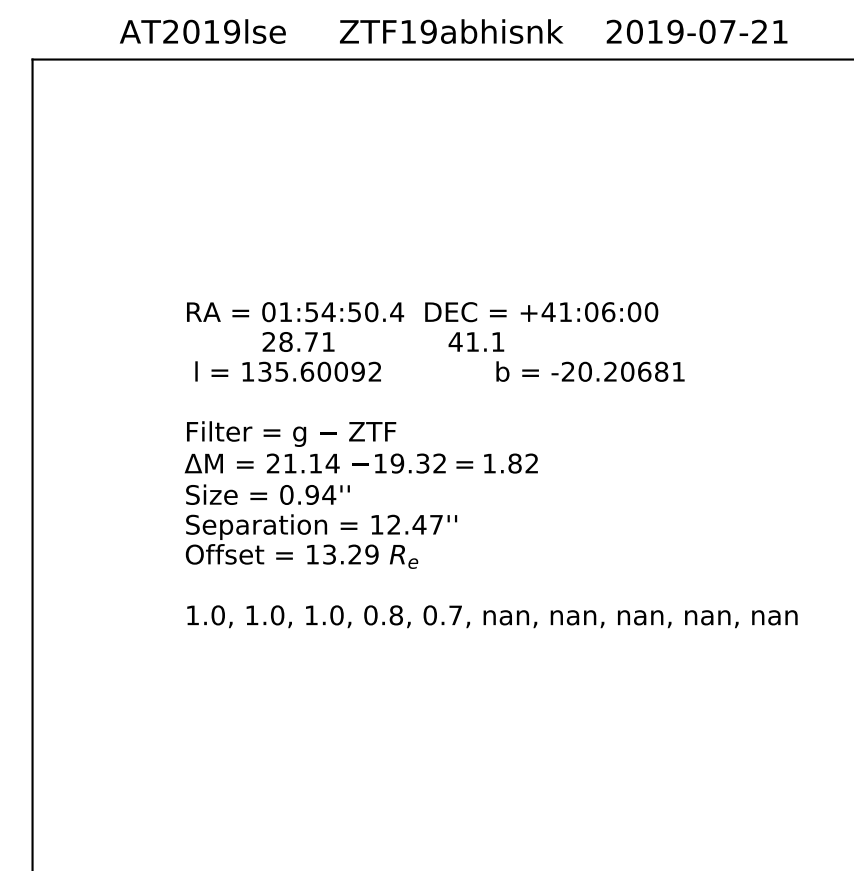 AT2019lse ZTF19abhisnk 2019-07-21
RA = 01:54:50.4 DEC = +41:06:00
28.71 41.1
l = 135.60092 b = -20.20681
Filter = g − ZTF
ΔM = 21.14 −19.32 = 1.82
Size = 0.94''
Separation = 12.47''
Offset = 13.29 Re
1.0, 1.0, 1.0, 0.8, 0.7, nan, nan, nan, nan, nan